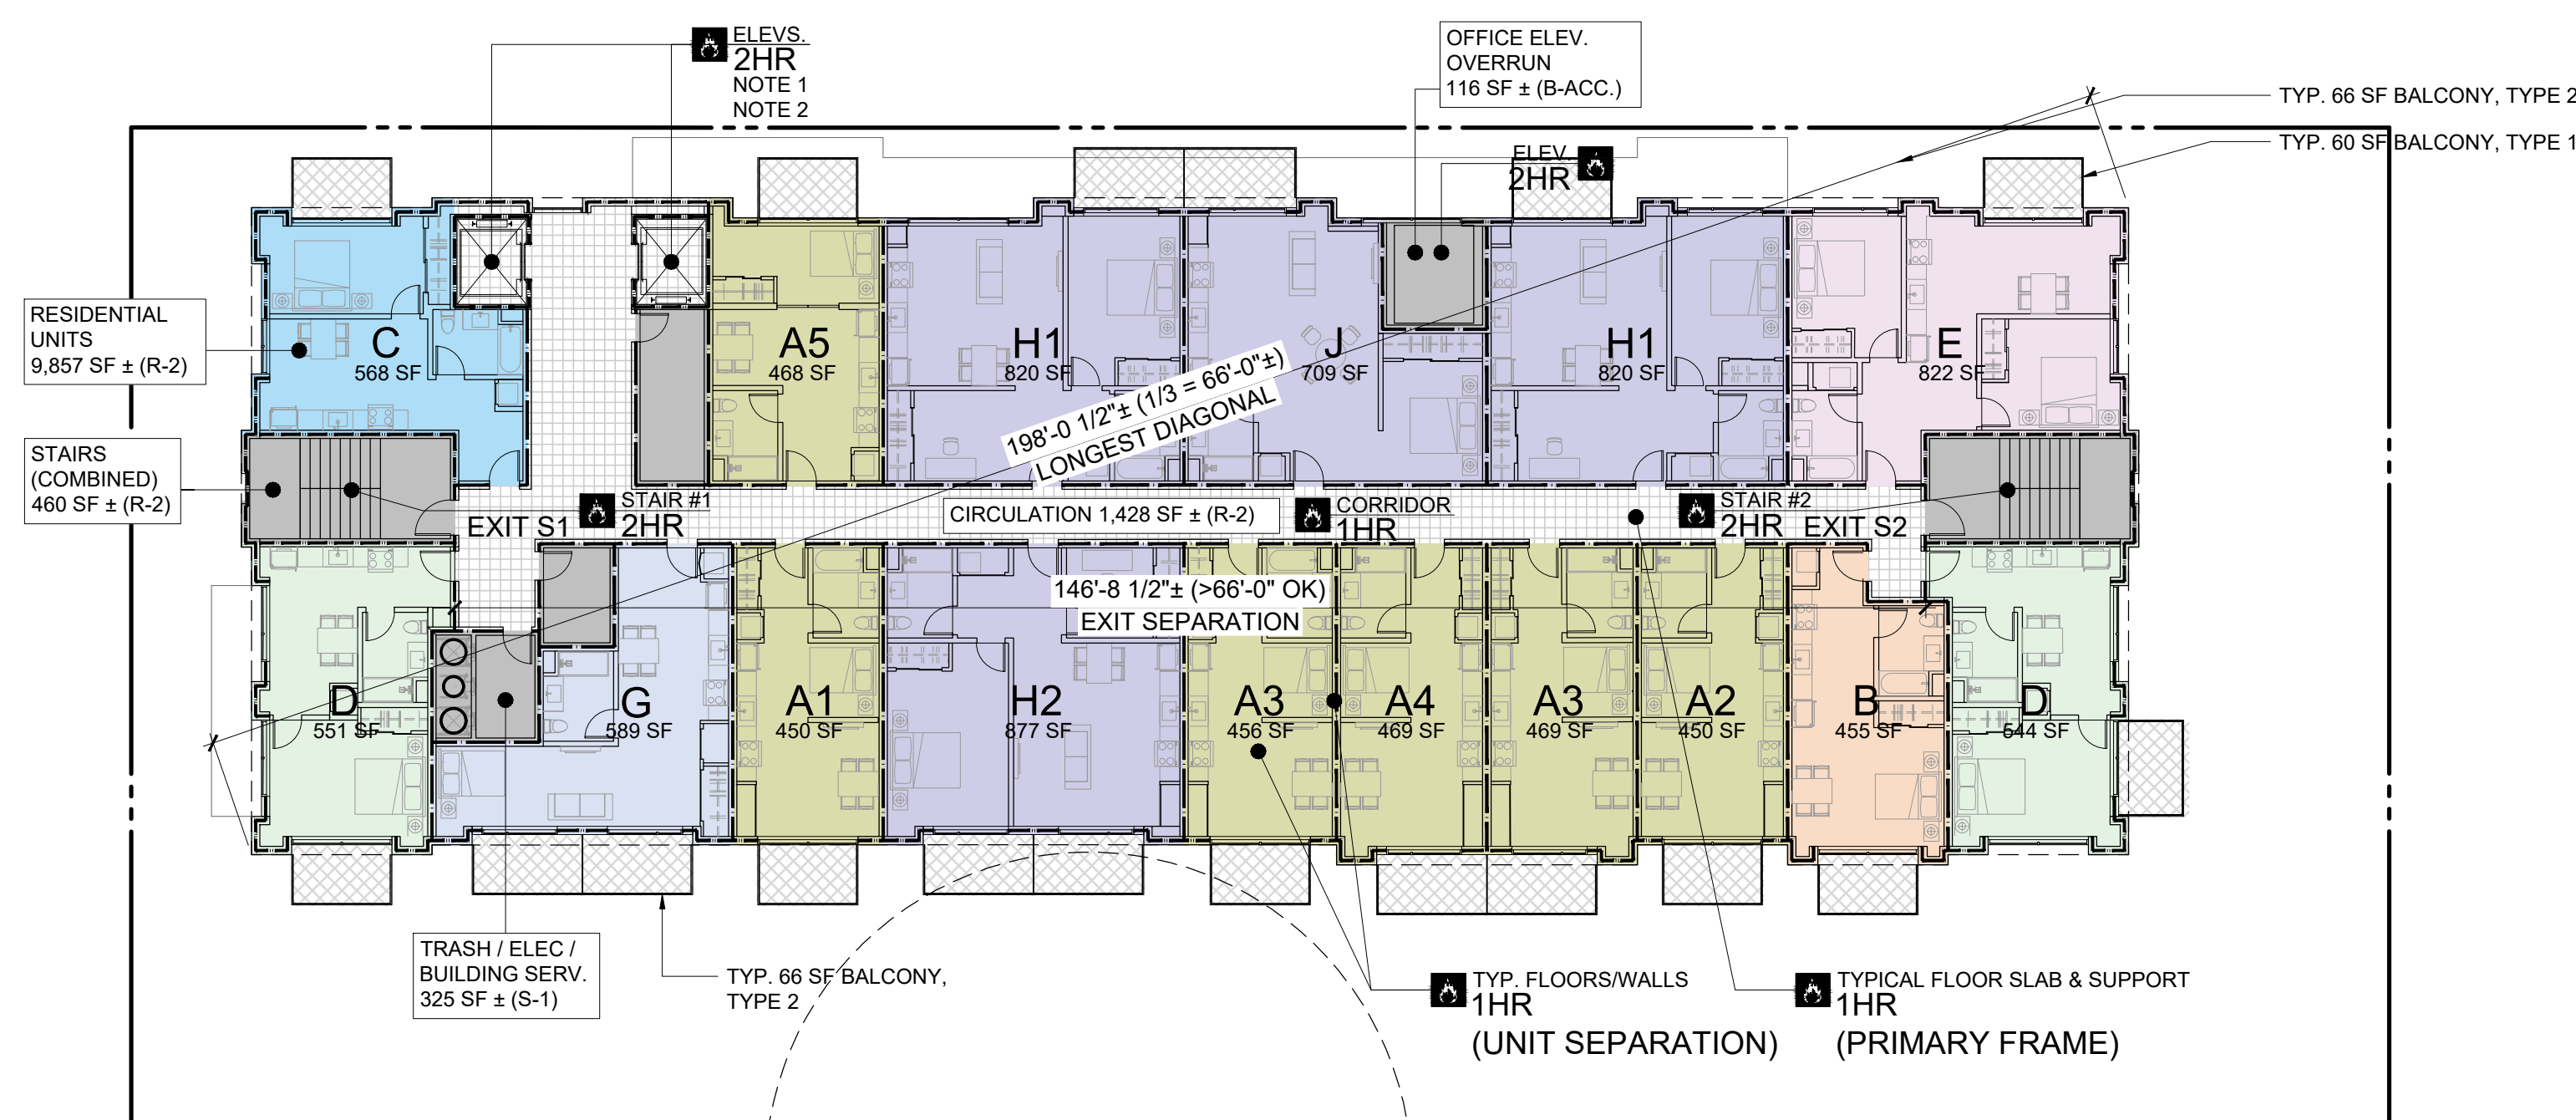 ELEVS.
2HR
NOTE 1
NOTE 2
OFFICE ELEV.
OVERRUN
116 SF ± (B-ACC.)
TYP. 66 SF BALCONY, TYPE 2
TYP. 60 SF BALCONY, TYPE 1
ELEV.
2HR
RESIDENTIAL
UNITS
9,857 SF ± (R-2)
C
568 SF
A5
468 SF
H1
820 SF
J
709 SF
H1
820 SF
E
822 SF
198'-0 1/2"± (1/3 = 66'-0"±)
LONGEST DIAGONAL
STAIRS
(COMBINED)
460 SF ± (R-2)
EXIT S1
STAIR #1
2HR
CIRCULATION 1,428 SF ± (R-2)
CORRIDOR
1HR
STAIR #2
2HR
EXIT S2
146'-8 1/2"± (>66'-0" OK)
EXIT SEPARATION
D
551 SF
G
589 SF
A1
450 SF
H2
877 SF
A3
456 SF
A4
469 SF
A3
469 SF
A2
450 SF
B
455 SF
D
544 SF
TRASH / ELEC /
BUILDING SERV.
325 SF ± (S-1)
TYP. 66 SF BALCONY,
TYPE 2
TYP. FLOORS/WALLS
1HR
(UNIT SEPARATION)
TYPICAL FLOOR SLAB & SUPPORT
1HR
(PRIMARY FRAME)